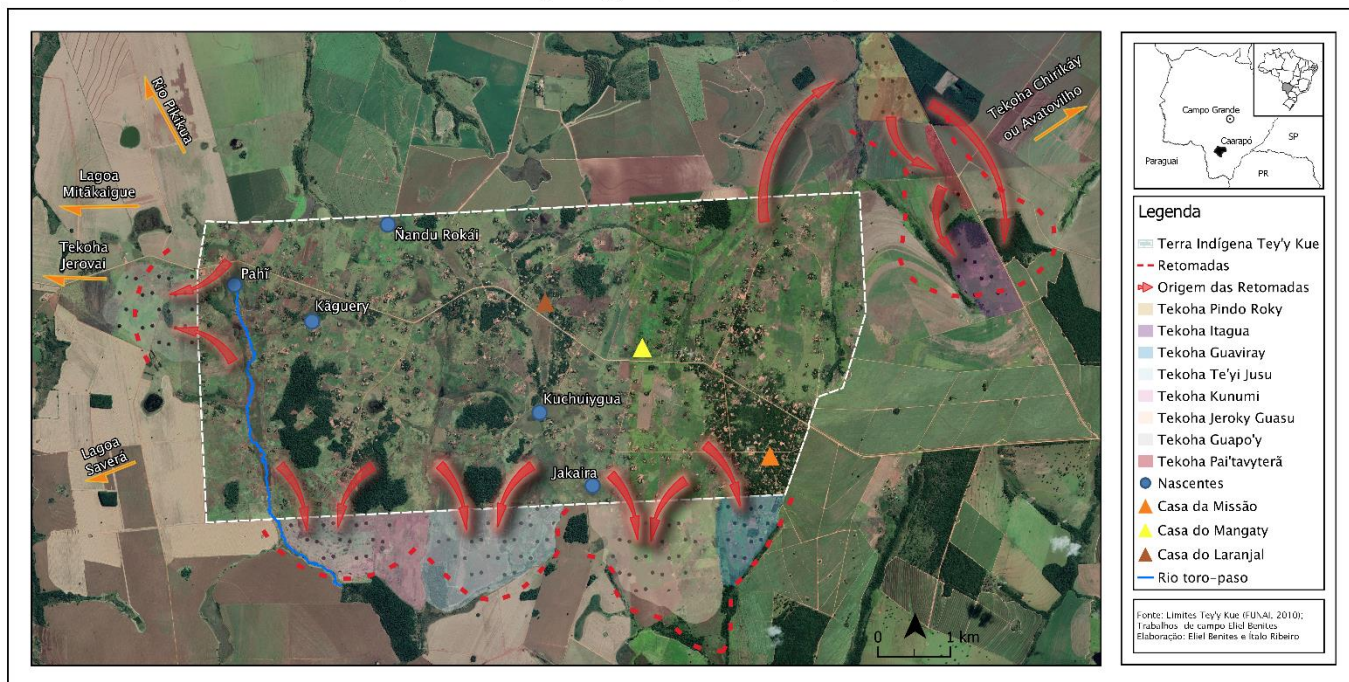 Rio Pikikua
Lagoa
Mitãkaigue
Tekoha
Jerovai
Lagoa
Saverá
Pahĩ
Ñandu Rokái
Kãguery
Kuchuiygua
Jakaira
Tekoha Chirikáy
ou Avatovilho
0
1 km
Campo Grande
Caarapó
SP
Paraguai
PR
Legenda
Terra Indígena Tey'y Kue
Retomadas
Origem das Retomadas
Tekoha Pindo Roky
Tekoha Itagua
Tekoha Guaviray
Tekoha Te'yi Jusu
Tekoha Kunumi
Tekoha Jeroky Guasu
Tekoha Guapo'y
Tekoha Pai'tavyterã
Nascentes
Casa da Missão
Casa do Mangaty
Casa do Laranjal
Rio toro-paso
Fonte: Limites Tey'y Kue (FUNAI, 2010);
Trabalhos de campo Eliel Benites
Elaboração: Eliel Benites e Ítalo Ribeiro